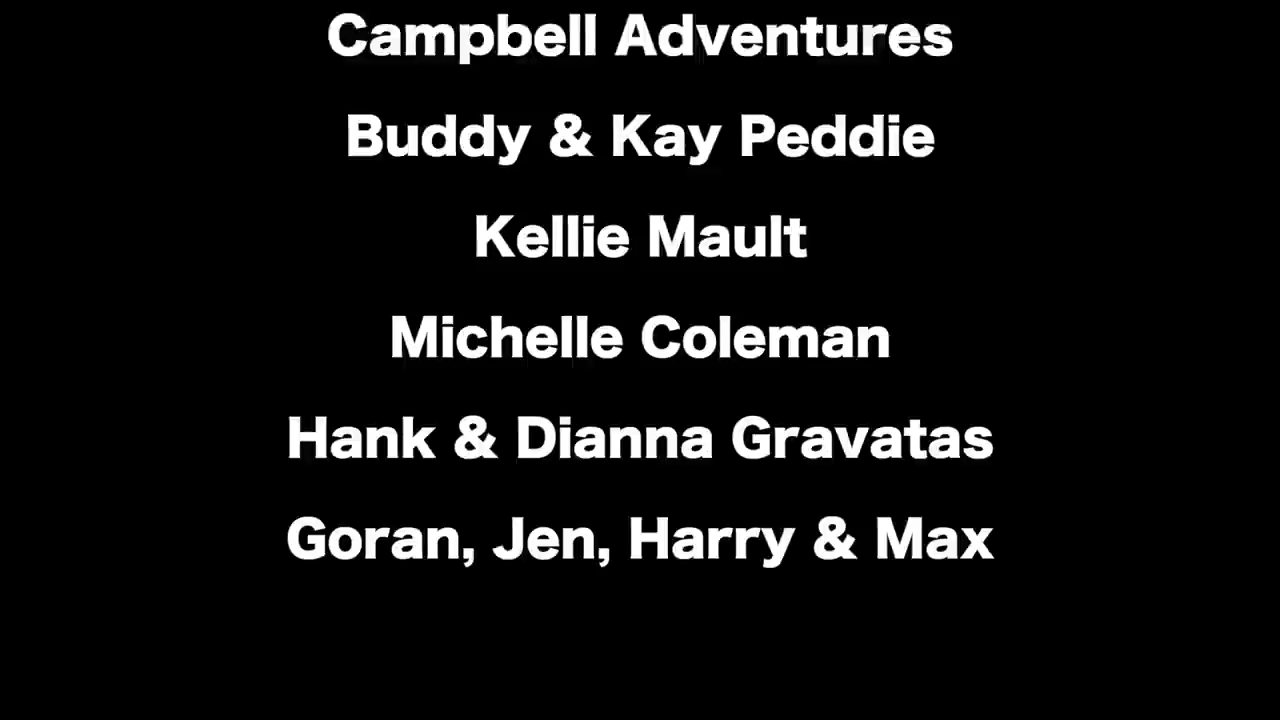 Campbell Adventures
Buddy & Kay Peddie
Kellie Mault
Michelle Coleman
Hank & Dianna Gravatas
Goran, Jen, Harry & Max